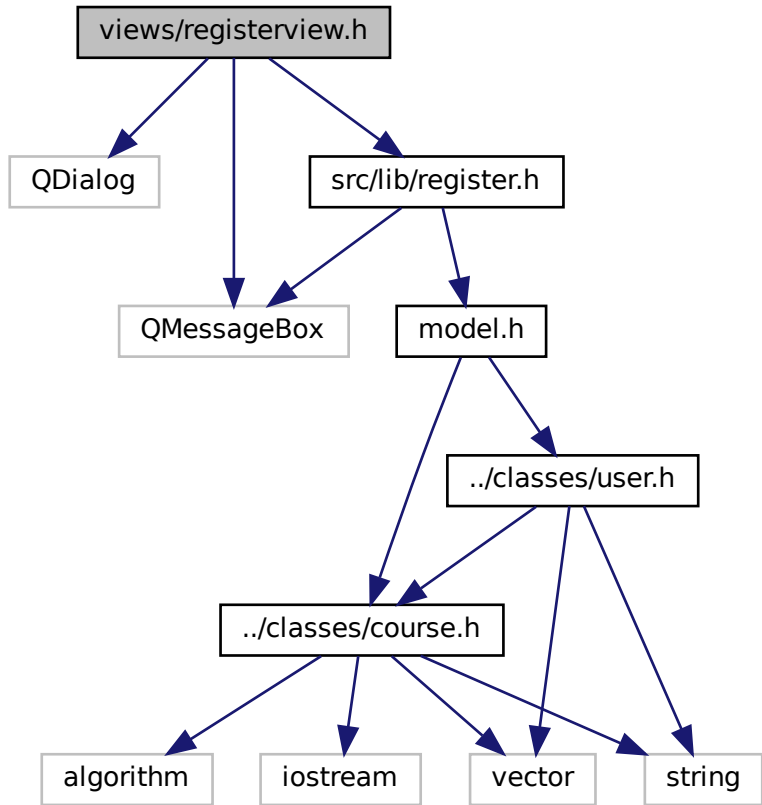 views/registerview.h
QDialog
src/lib/register.h
QMessageBox
model.h
../classes/user.h
../classes/course.h
algorithm
iostream
vector
string